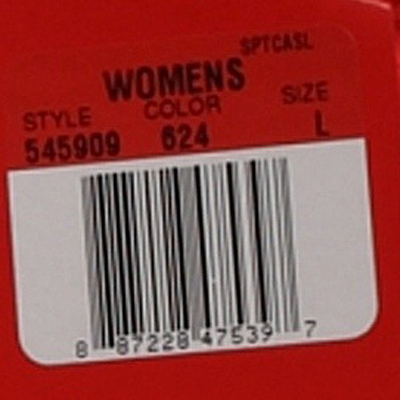 SPTCASL
WOMENS
STYLE COLOR SIZE
545909 624 L
8 87228 47539 7